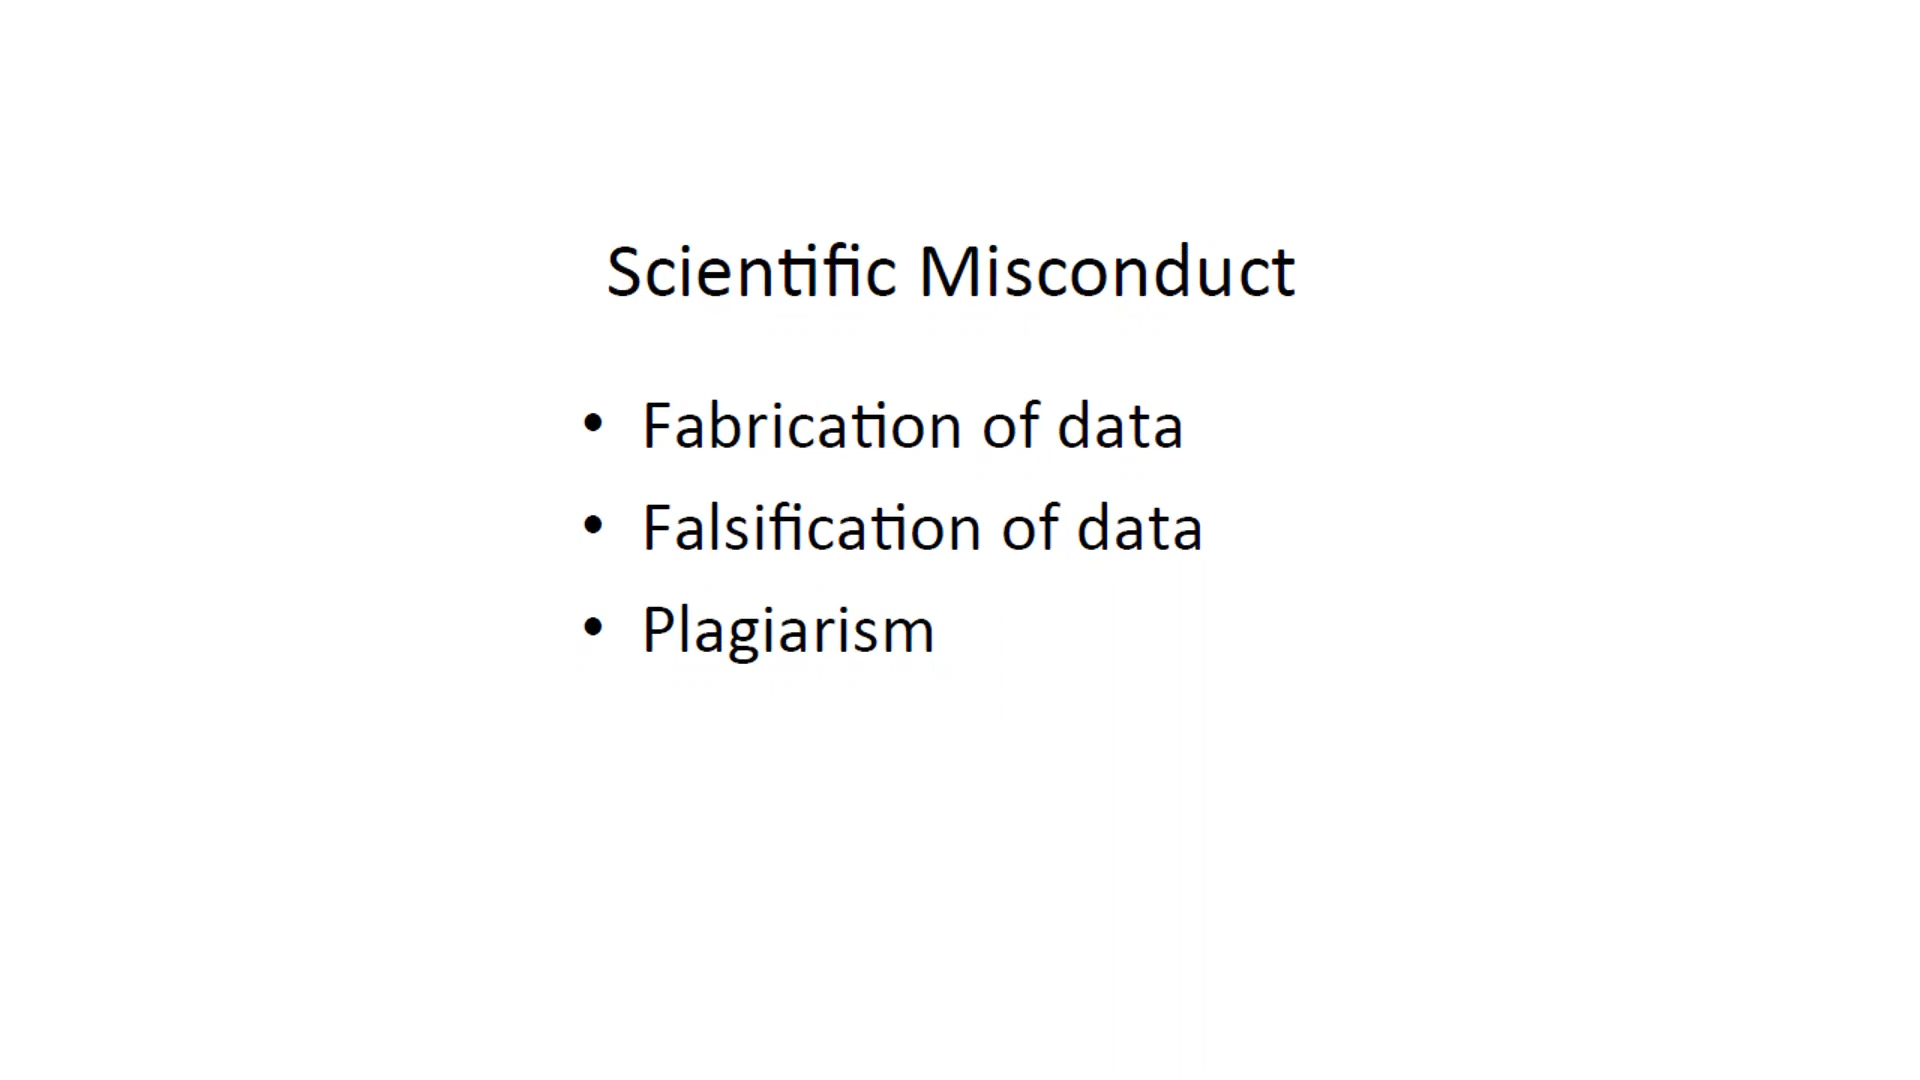 Scientific Misconduct
• Fabrication of data
• Falsification of data
• Plagiarism